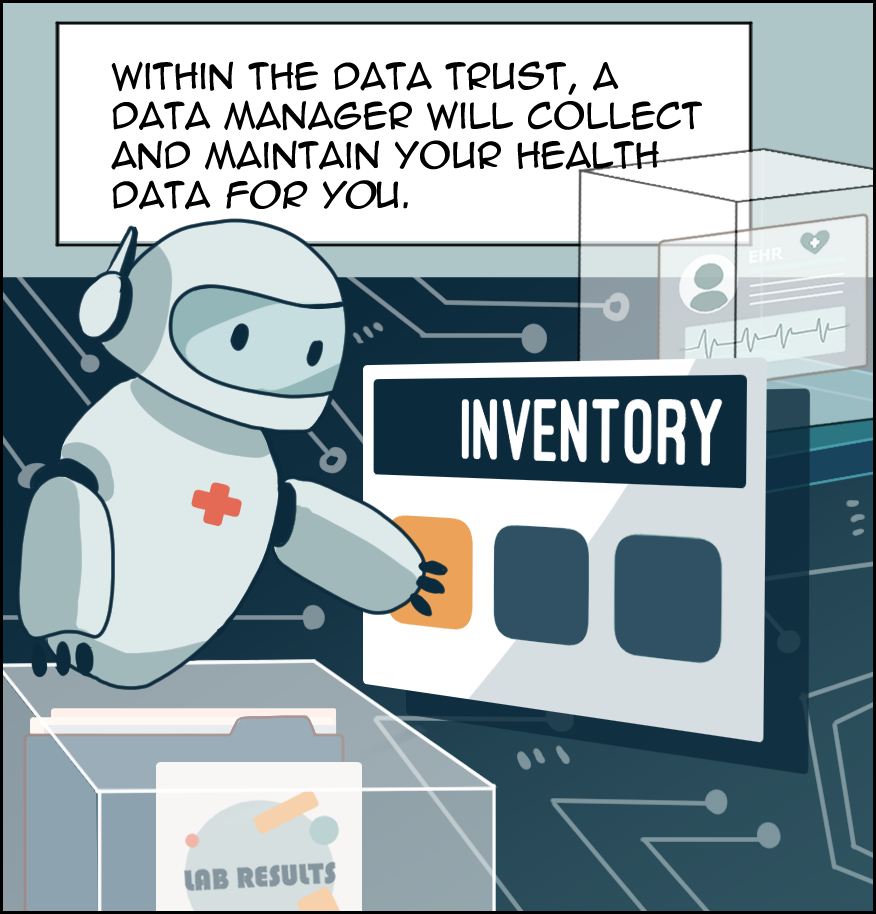 WITHIN THE DATA TRUST, A
DATA MANAGER WILL COLLECT
AND MAINTAIN YOUR HEALTH
DATA FOR YOU.
EHR
INVENTORY
LAB RESULTS